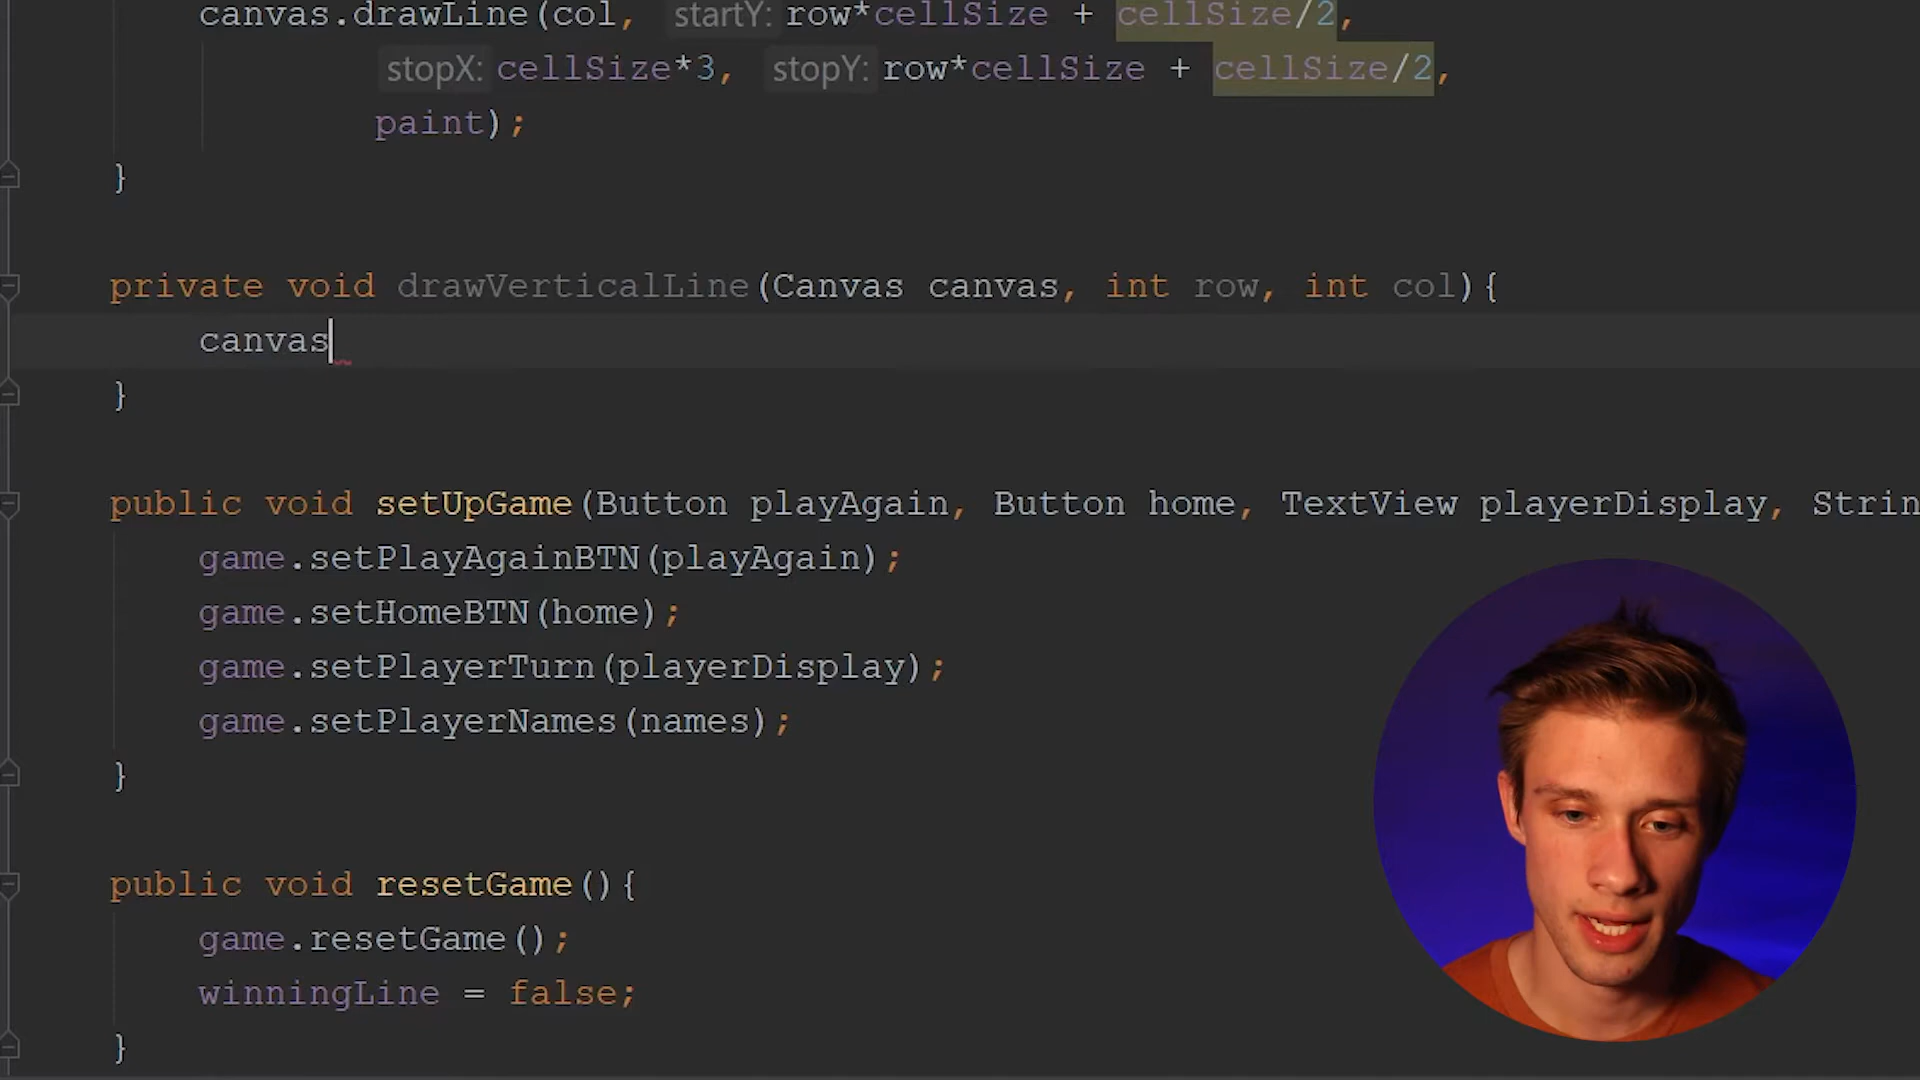 canvas.drawLine(col, startY: row*cellSize + cellSize/2,
stopX: cellSize*3, stopY: row*cellSize + cellSize/2,
paint);
}
private void drawVerticalLine(Canvas canvas, int row, int col){
canvas
}
public void setUpGame(Button playAgain, Button home, TextView playerDisplay, Strin
game.setPlayAgainBTN(playAgain);
game.setHomeBTN(home);
game.setPlayerTurn(playerDisplay);
game.setPlayerNames(names);
}
public void resetGame(){
game.resetGame();
winningLine = false;
}